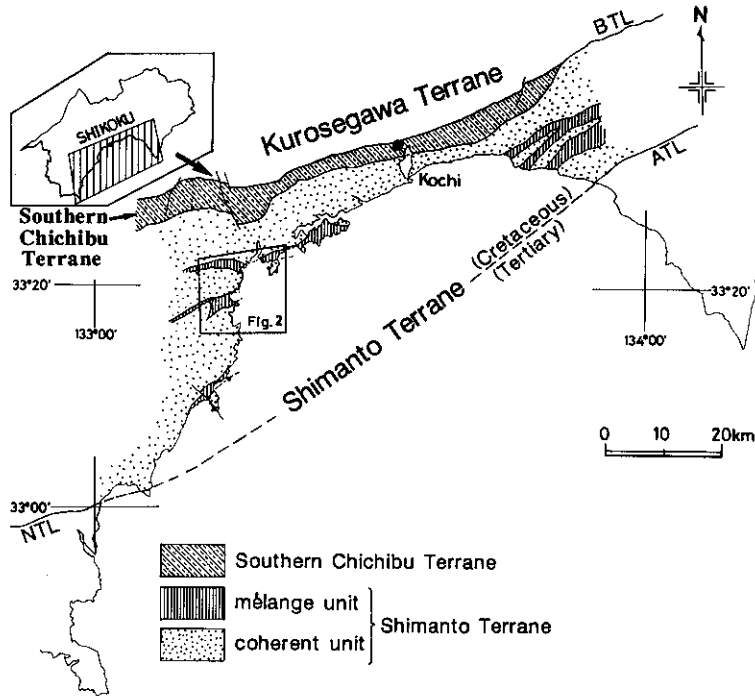 N
BTL
SHIKOKU
Kurosegawa Terrane
ATL
Kochi
Southern
Chichibu
Terrane
(Cretaceous)
(Tertiary)
33°20'
33°20'
133°00'
Fig. 2
134°00'
Shimanto Terrane
0 10 20km
33°00'
NTL
Southern Chichibu Terrane
mélange unit
coherent unit
Shimanto Terrane